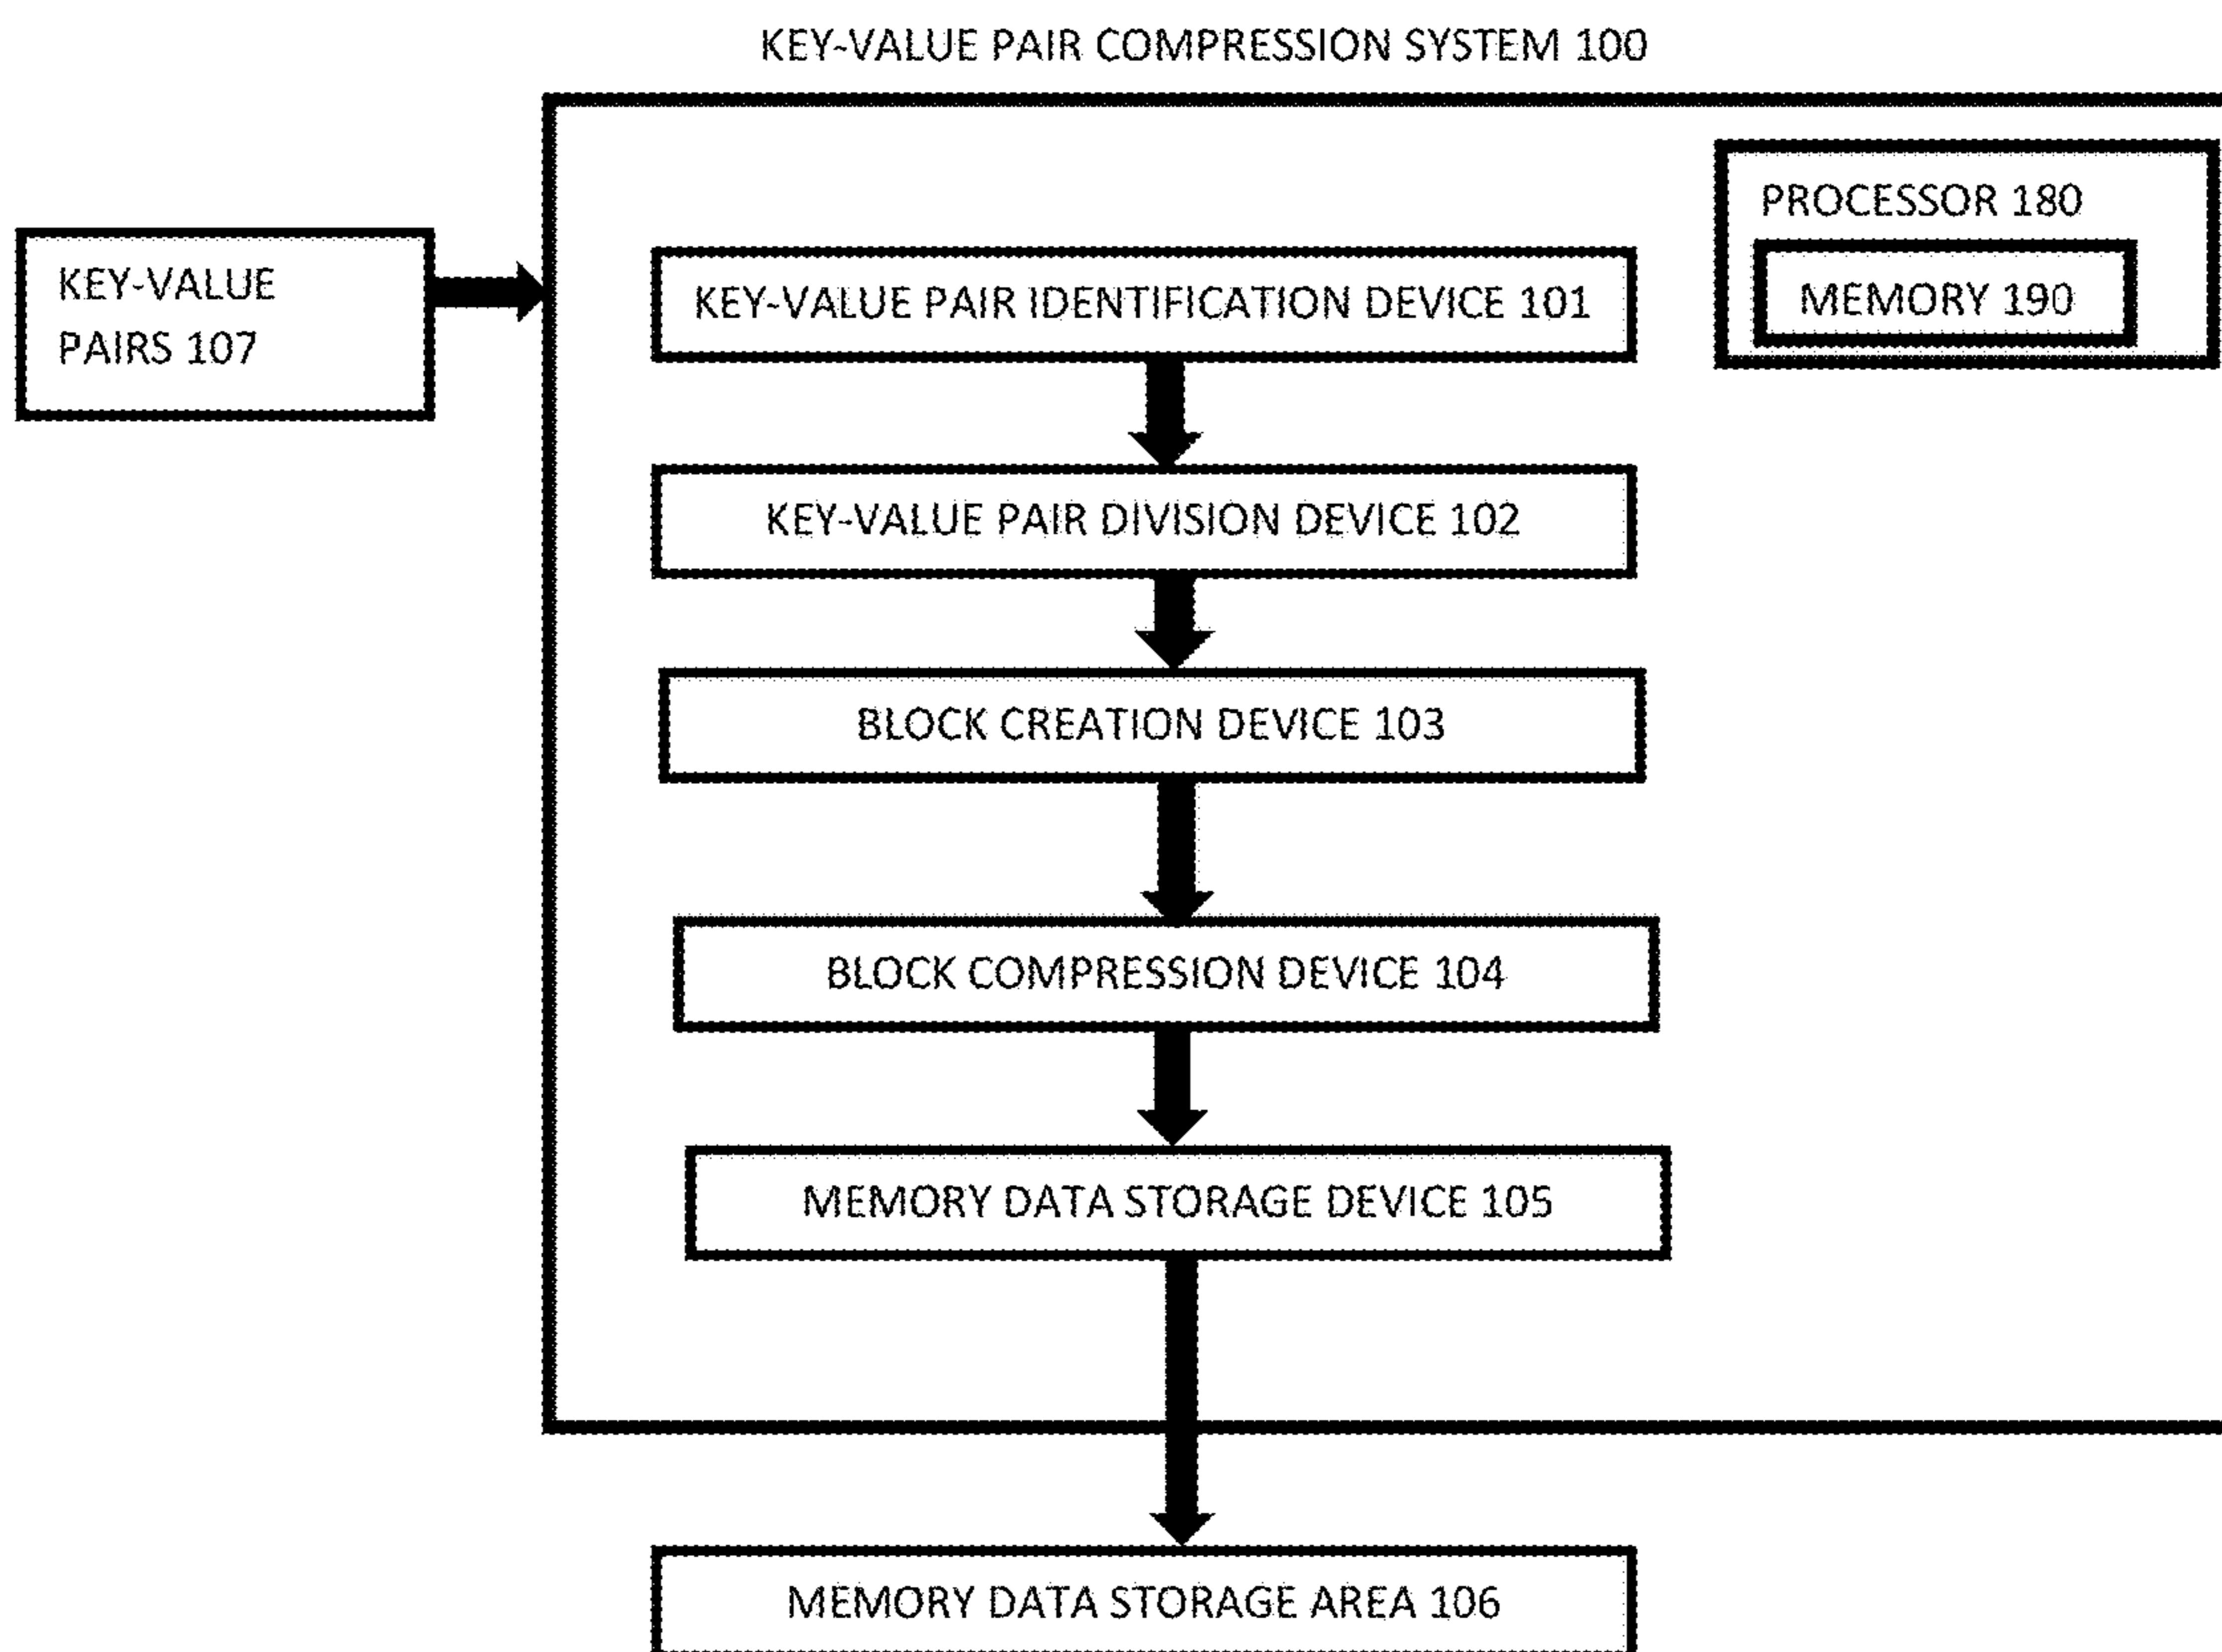 KEY-VALUE PAIR COMPRESSION SYSTEM 100
PROCESSOR 180
MEMORY 190
KEY-VALUE
PAIRS 107
KEY-VALUE PAIR IDENTIFICATION DEVICE 101
KEY-VALUE PAIR DIVISION DEVICE 102
BLOCK CREATION DEVICE 103
BLOCK COMPRESSION DEVICE 104
MEMORY DATA STORAGE DEVICE 105
MEMORY DATA STORAGE AREA 106